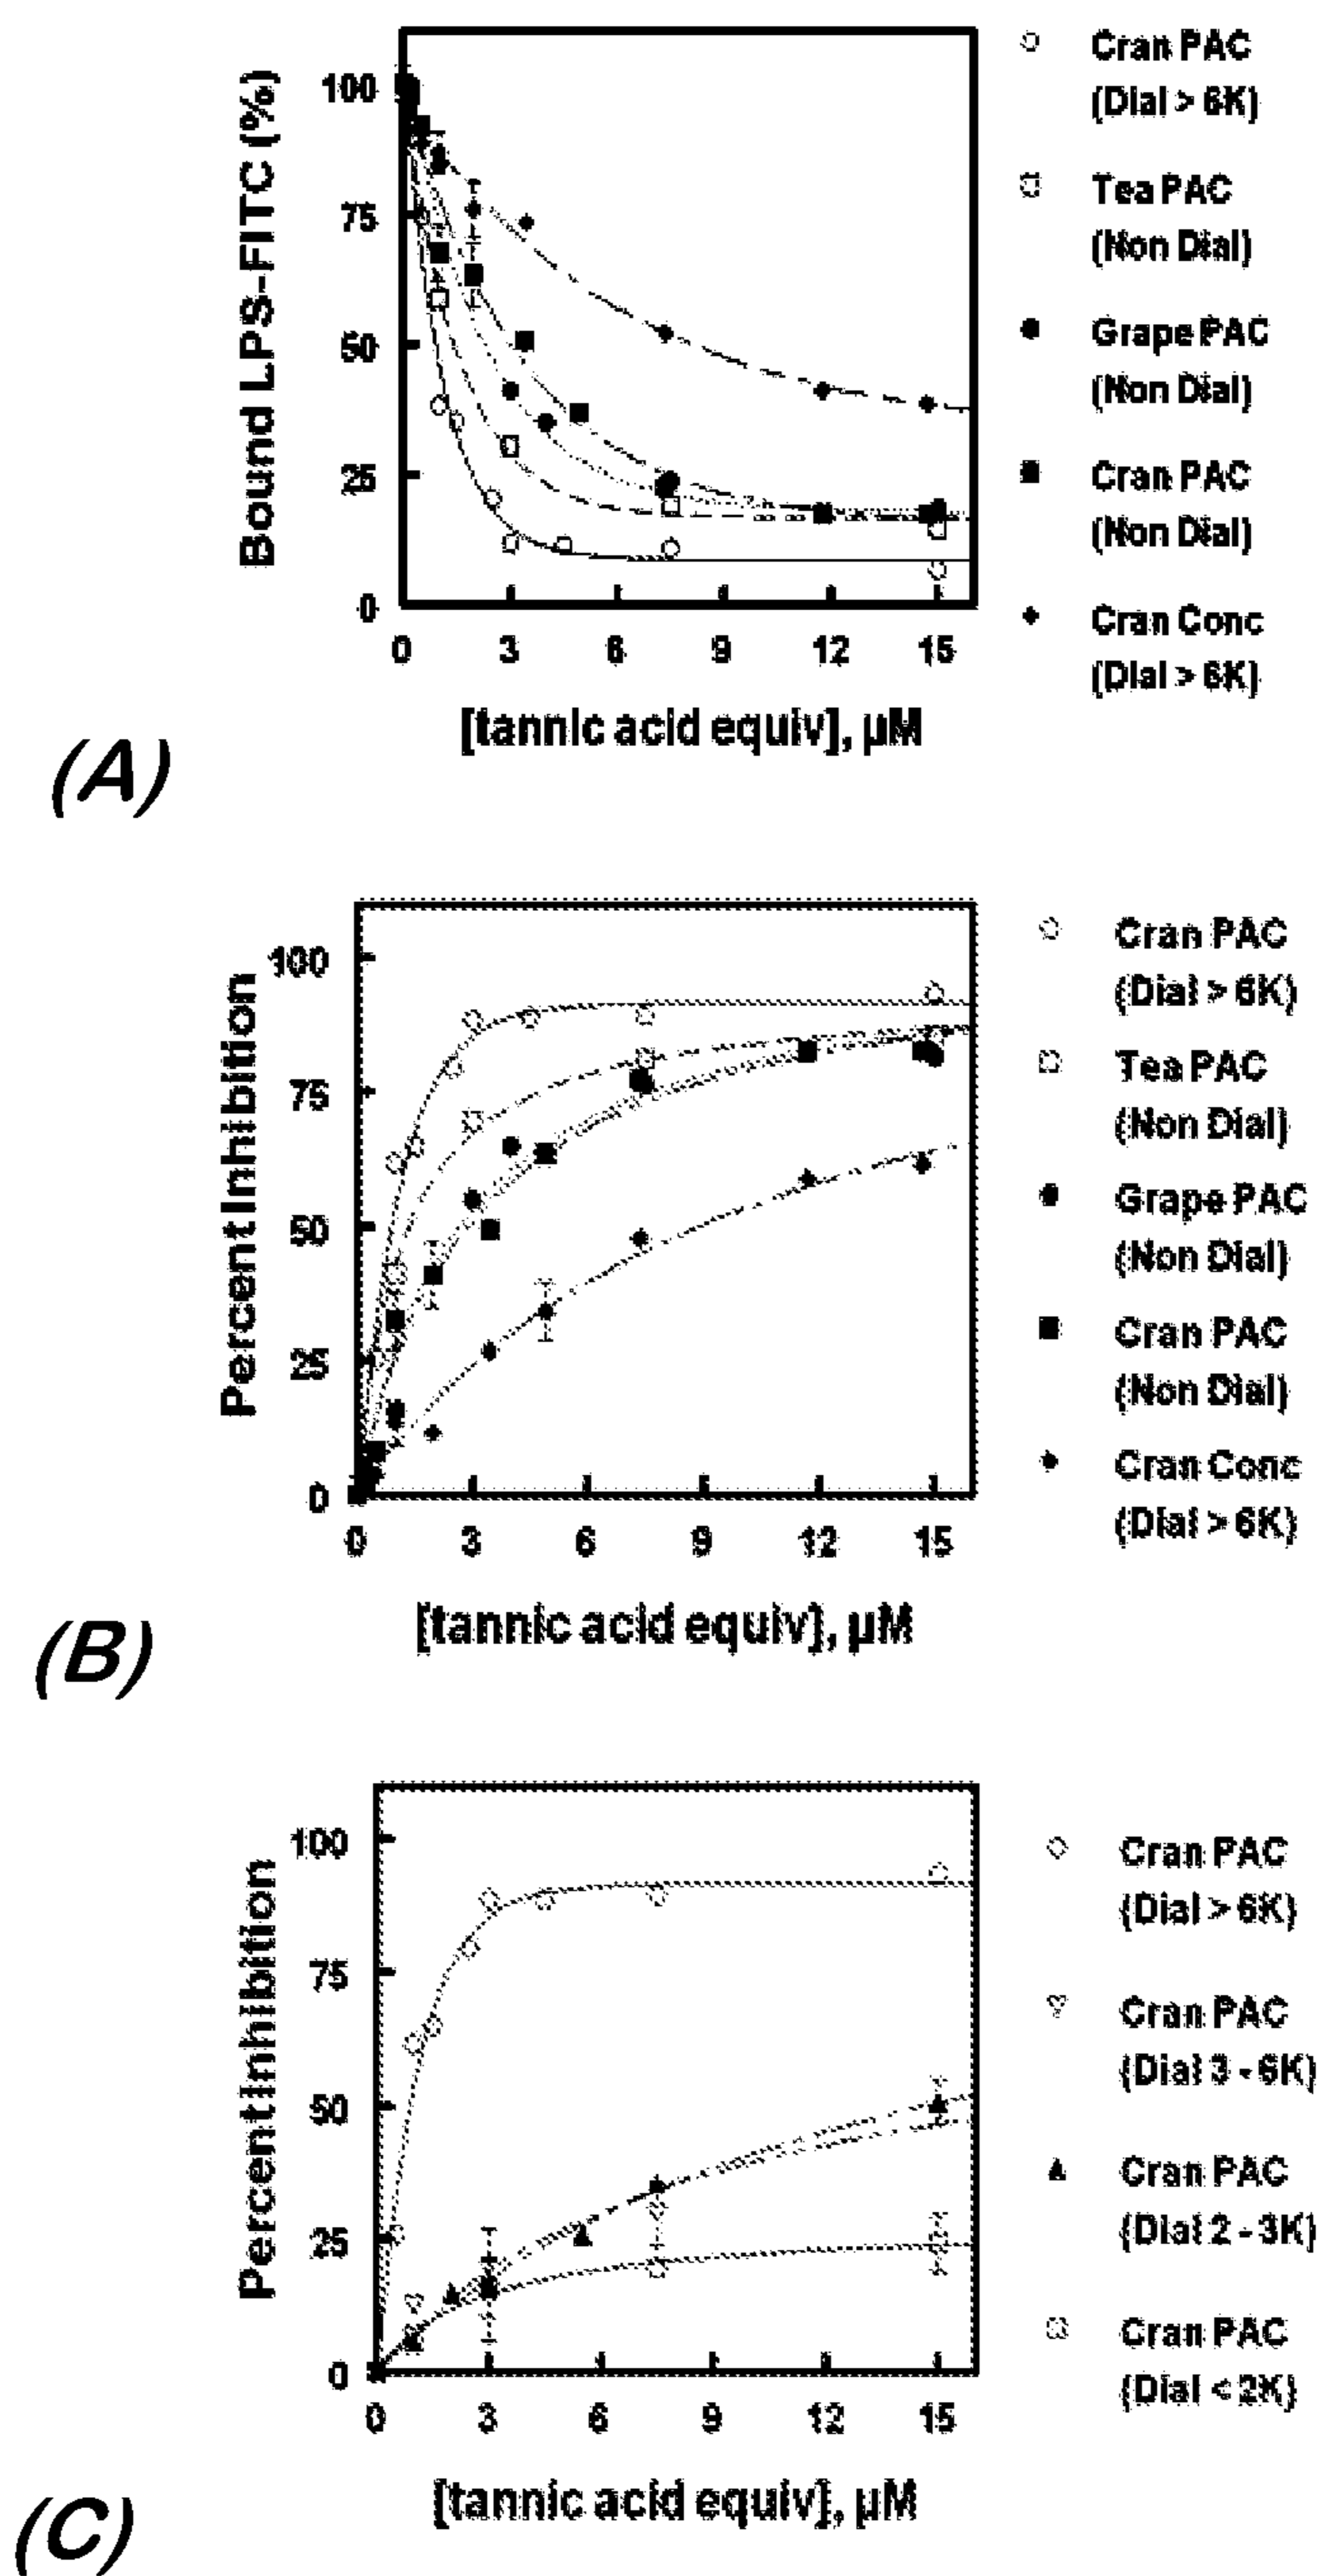 100
75
50
25
0
Bound LPS-FITC (%)
0 3 6 9 12 15
[tannic acid equiv], µM
Cran PAC
(Dial > 6K)
Tea PAC
(Non Dial)
Grape PAC
(Non Dial)
Cran PAC
(Non Dial)
Cran Conc
(Dial > 6K)
(A)
100
75
50
25
0
Percent Inhibition
0 3 6 9 12 15
[tannic acid equiv], µM
Cran PAC
(Dial > 6K)
Tea PAC
(Non Dial)
Grape PAC
(Non Dial)
Cran PAC
(Non Dial)
Cran Conc
(Dial > 6K)
(B)
100
75
50
25
0
Percent Inhibition
0 3 6 9 12 15
[tannic acid equiv], µM
Cran PAC
(Dial > 6K)
Cran PAC
(Dial 3 - 6K)
Cran PAC
(Dial 2 - 3K)
Cran PAC
(Dial < 2K)
(C)